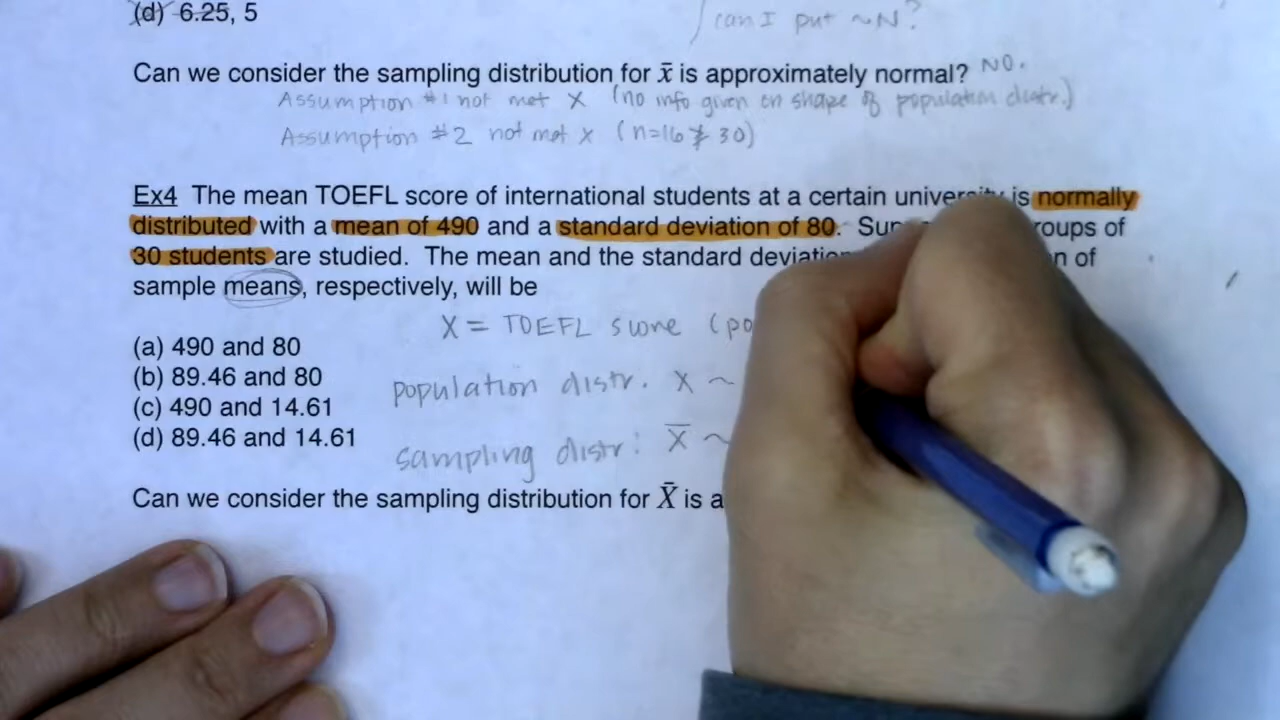 (d) 6.25, 5
can I put ~N?
Can we consider the sampling distribution for x̄ is approximately normal? NO.
Assumption #1 not met X (no info given on shape of population distr.)
Assumption #2 not met X (n=16 ≱ 30)
Ex4 The mean TOEFL score of international students at a certain university is normally
distributed with a mean of 490 and a standard deviation of 80. roups of
30 students are studied. The mean and the standard deviation n of
sample means, respectively, will be
X = TOEFL score (po
(a) 490 and 80
(b) 89.46 and 80
(c) 490 and 14.61
(d) 89.46 and 14.61
population distr. X ~
sampling distr: X̄ ~
Can we consider the sampling distribution for X̄ is a